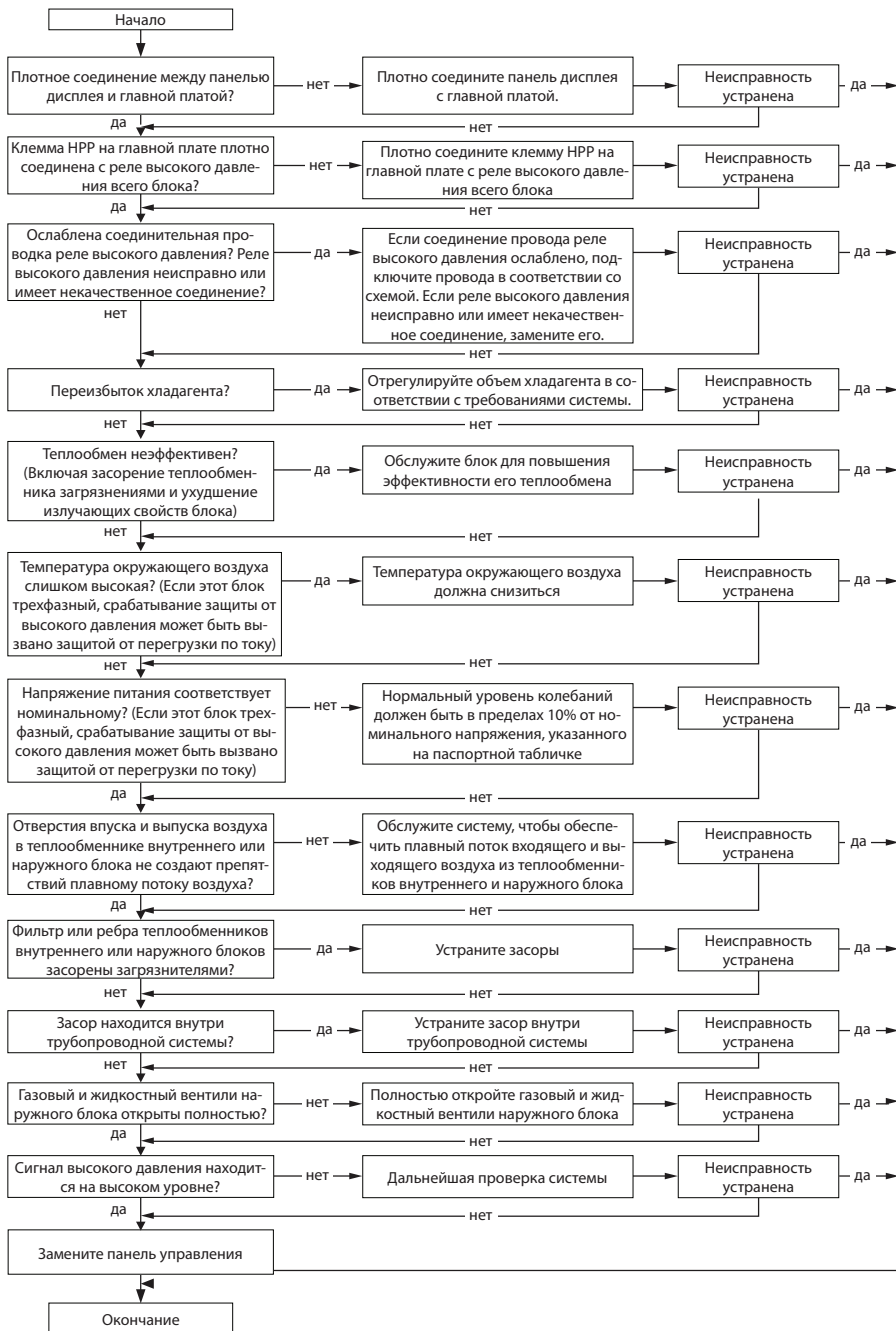 Начало
Плотное соединение между панелью
дисплея и главной платой?
нет
Плотно соедините панель дисплея
с главной платой.
Неисправность
устранена
да
да
нет
Клемма HPP на главной плате плотно
соединена с реле высокого давле-
ния всего блока?
нет
Плотно соедините клемму HPP на
главной плате с реле высокого давле-
ния всего блока
Неисправность
устранена
да
да
нет
Ослаблена соединительная про-
водка реле высокого давления? Реле
высокого давления неисправно или
имеет некачественное соединение?
да
Если соединение провода реле
высокого давления ослаблено, под-
ключите провода в соответствии со
схемой. Если реле высокого давления
неисправно или имеет некачествен-
ное соединение, замените его.
Неисправность
устранена
да
нет
нет
Переизбыток хладагента?
да
Отрегулируйте объем хладагента в со-
ответствии с требованиями системы.
Неисправность
устранена
да
нет
нет
Теплообмен неэффективен?
(Включая засорение теплообмен-
ника загрязнениями и ухудшение
излучающих свойств блока)
да
Обслужите блок для повышения
эффективности его теплообмена
Неисправность
устранена
да
нет
нет
Температура окружающего воздуха
слишком высокая? (Если этот блок
трехфазный, срабатывание защиты от
высокого давления может быть вы-
звано защитой от перегрузки по току)
да
Температура окружающего воздуха
должна снизиться
Неисправность
устранена
да
нет
нет
Напряжение питания соответствует
номинальному? (Если этот блок трех-
фазный, срабатывание защиты от вы-
сокого давления может быть вызвано
защитой от перегрузки по току)
нет
Нормальный уровень колебаний
должен быть в пределах 10% от но-
минального напряжения, указанного
на паспортной табличке
Неисправность
устранена
да
да
нет
Отверстия впуска и выпуска воздуха
в теплообменнике внутреннего или
наружного блока не создают препят-
ствий плавному потоку воздуха?
нет
Обслужите систему, чтобы обеспе-
чить плавный поток входящего и вы-
ходящего воздуха из теплообменни-
ков внутреннего и наружного блока
Неисправность
устранена
да
да
нет
Фильтр или ребра теплообменников
внутреннего или наружного блоков
засорены загрязнителями?
да
Устраните засоры
Неисправность
устранена
да
нет
нет
Засор находится внутри
трубопроводной системы?
да
Устраните засор внутри
трубопроводной системы
Неисправность
устранена
да
нет
нет
Газовый и жидкостный вентили на-
ружного блока открыты полностью?
нет
Полностью откройте газовый и жид-
костный вентили наружного блока
Неисправность
устранена
да
да
нет
Сигнал высокого давления находит-
ся на высоком уровне?
нет
Дальнейшая проверка системы
Неисправность
устранена
да
да
нет
Замените панель управления
Окончание